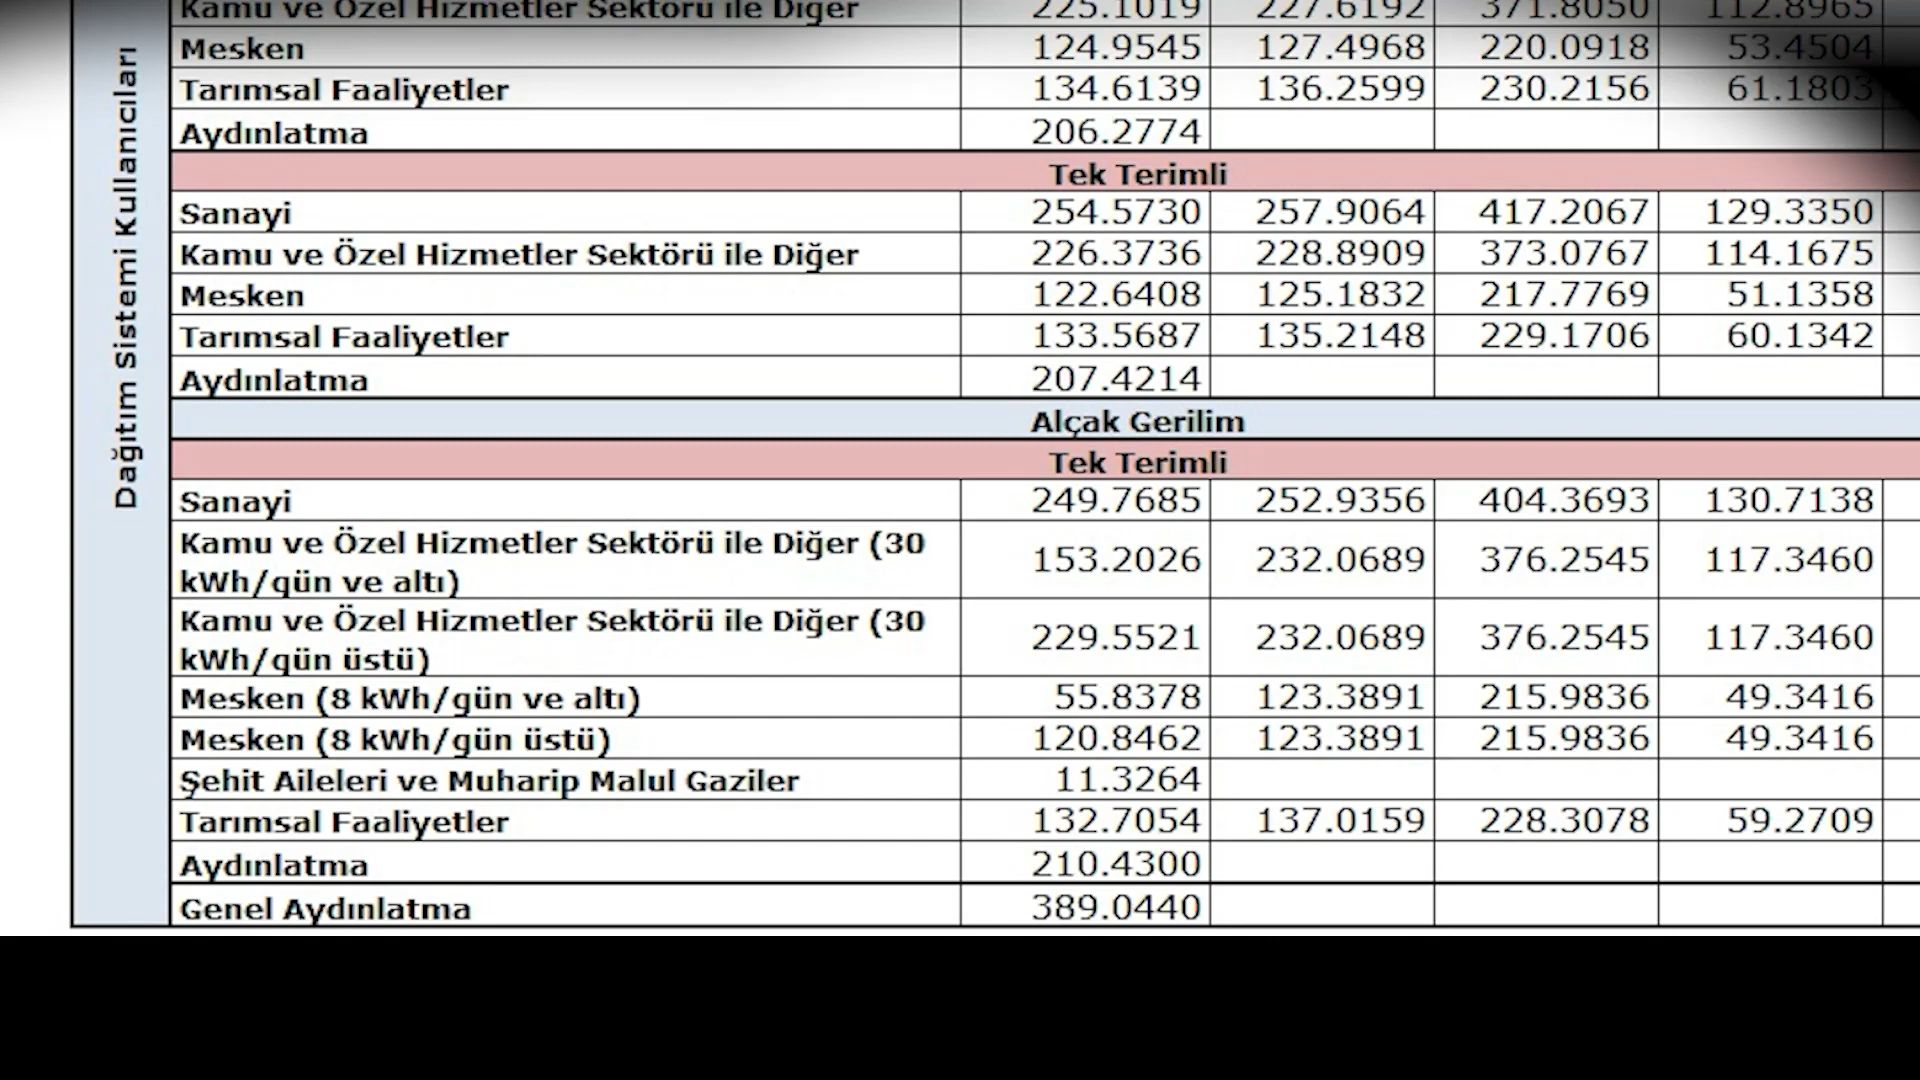 Dağıtım Sistemi Kullanıcıları
Kamu ve Özel Hizmetler Sektörü ile Diğer 225.1019 227.6192 371.8050 112.8965
Mesken 124.9545 127.4968 220.0918 53.4504
Tarımsal Faaliyetler 134.6139 136.2599 230.2156 61.1803
Aydınlatma 206.2774
Tek Terimli
Sanayi 254.5730 257.9064 417.2067 129.3350
Kamu ve Özel Hizmetler Sektörü ile Diğer 226.3736 228.8909 373.0767 114.1675
Mesken 122.6408 125.1832 217.7769 51.1358
Tarımsal Faaliyetler 133.5687 135.2148 229.1706 60.1342
Aydınlatma 207.4214
Alçak Gerilim
Tek Terimli
Sanayi 249.7685 252.9356 404.3693 130.7138
Kamu ve Özel Hizmetler Sektörü ile Diğer (30
kWh/gün ve altı) 153.2026 232.0689 376.2545 117.3460
Kamu ve Özel Hizmetler Sektörü ile Diğer (30
kWh/gün üstü) 229.5521 232.0689 376.2545 117.3460
Mesken (8 kWh/gün ve altı) 55.8378 123.3891 215.9836 49.3416
Mesken (8 kWh/gün üstü) 120.8462 123.3891 215.9836 49.3416
Şehit Aileleri ve Muharip Malul Gaziler 11.3264
Tarımsal Faaliyetler 132.7054 137.0159 228.3078 59.2709
Aydınlatma 210.4300
Genel Aydınlatma 389.0440